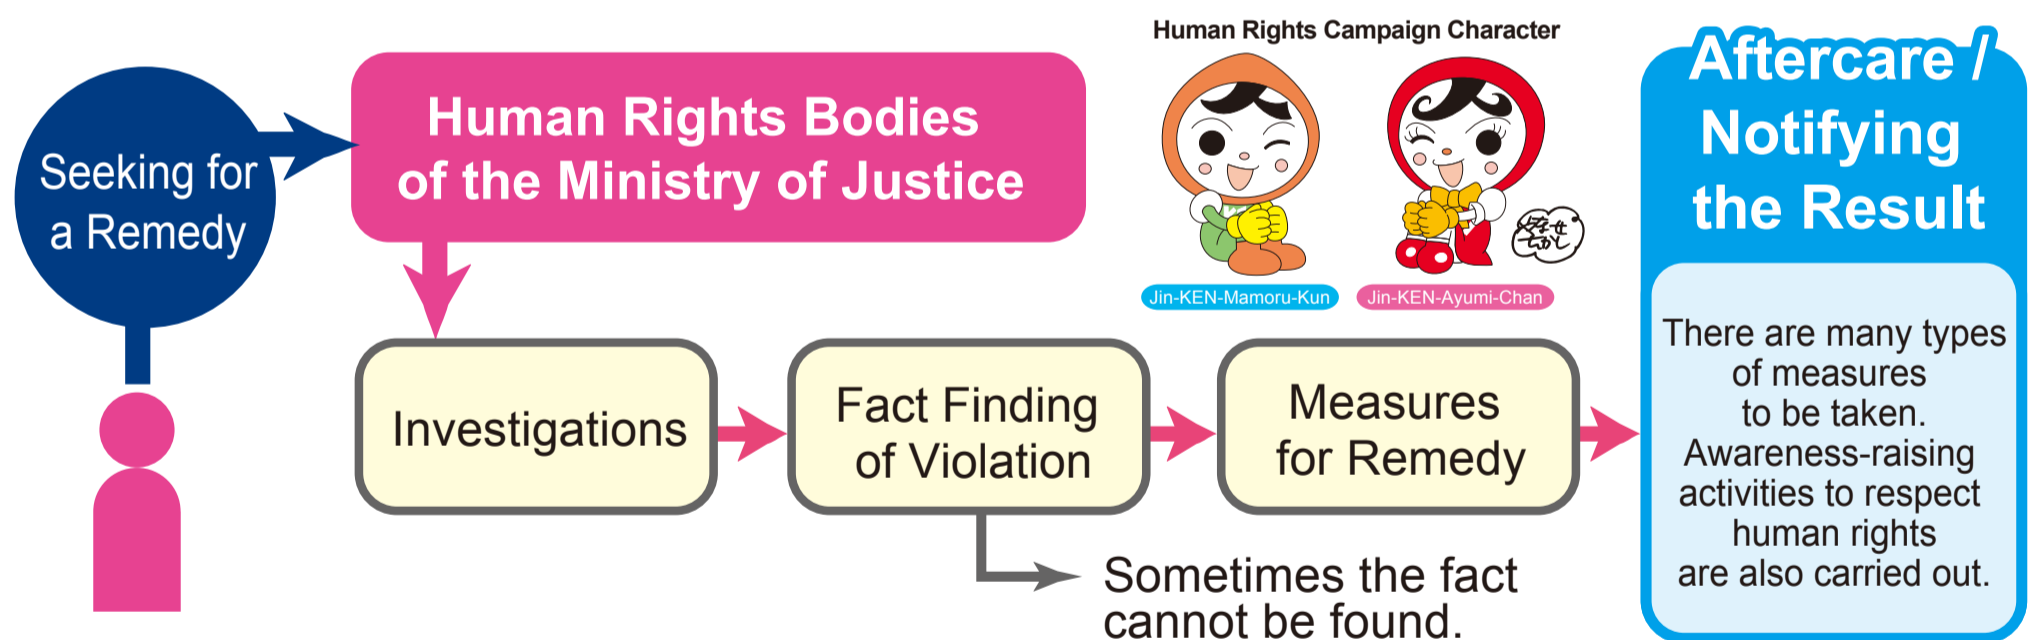 Seeking for
a Remedy
Human Rights Bodies
of the Ministry of Justice
Human Rights Campaign Character
Jin-KEN-Mamoru-Kun
Jin-KEN-Ayumi-Chan
Investigations
Fact Finding
of Violation
Sometimes the fact
cannot be found.
Measures
for Remedy
Aftercare /
Notifying
the Result
There are many types
of measures
to be taken.
Awareness-raising
activities to respect
human rights
are also carried out.